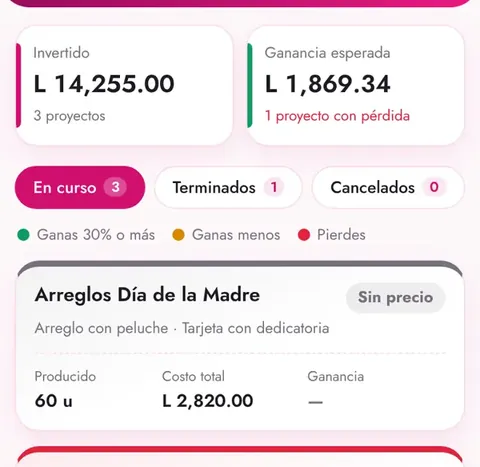 Invertido
L 14,255.00
3 proyectos
Ganancia esperada
L 1,869.34
1 proyecto con pérdida
En curso 3
Terminados 1
Cancelados 0
Ganas 30% o más
Ganas menos
Pierdes
Arreglos Día de la Madre
Sin precio
Arreglo con peluche · Tarjeta con dedicatoria
Producido
60 u
Costo total
L 2,820.00
Ganancia
—